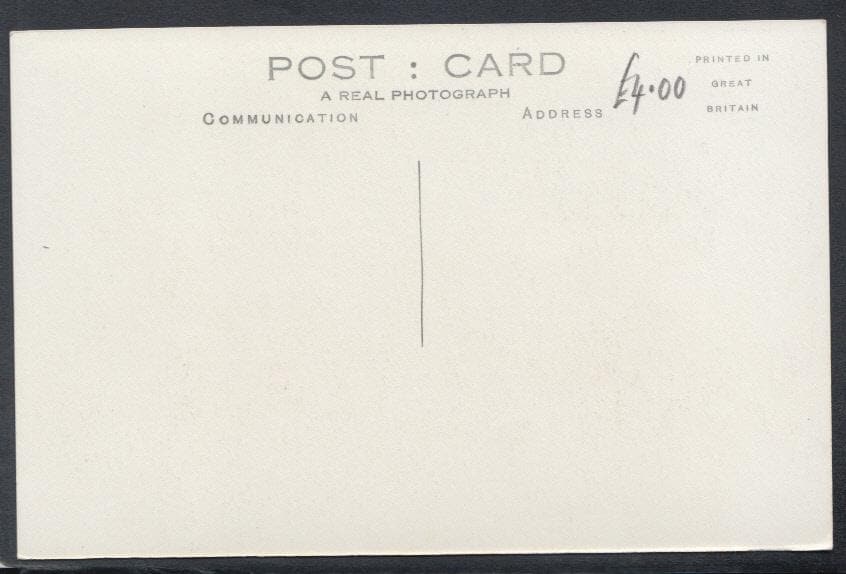 POST : CARD
A REAL PHOTOGRAPH
COMMUNICATION
ADDRESS
£4.00
PRINTED IN
GREAT
BRITAIN